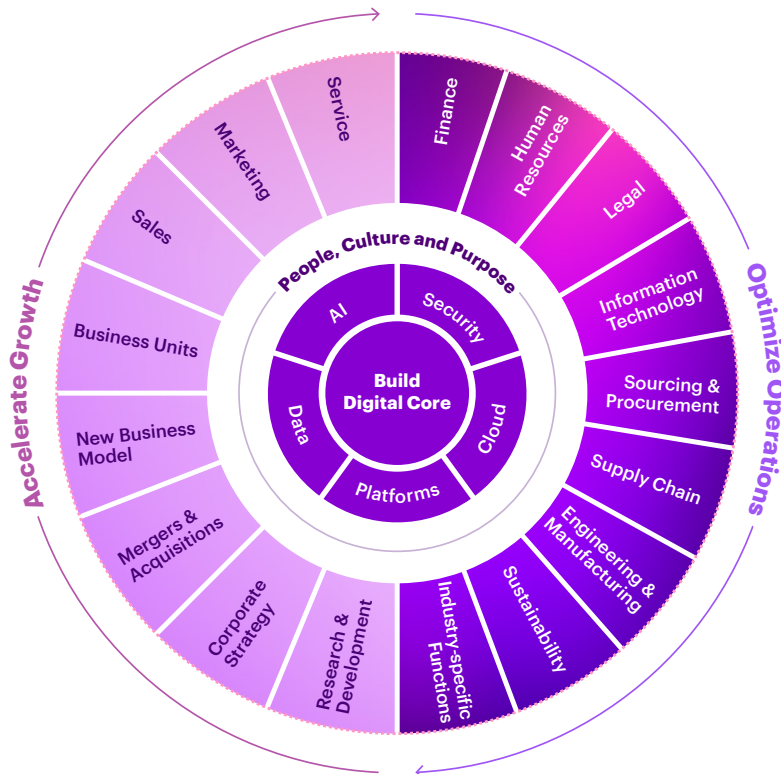 Accelerate Growth
Optimize Operations
Service
Marketing
Sales
Business Units
New Business
Model
Mergers &
Acquisitions
Corporate
Strategy
Research &
Development
Finance
Human
Resources
Legal
Information
Technology
Sourcing &
Procurement
Supply Chain
Engineering &
Manufacturing
Sustainability
Industry-specific
Functions
People, Culture and Purpose
AI
Security
Cloud
Platforms
Data
Build
Digital Core